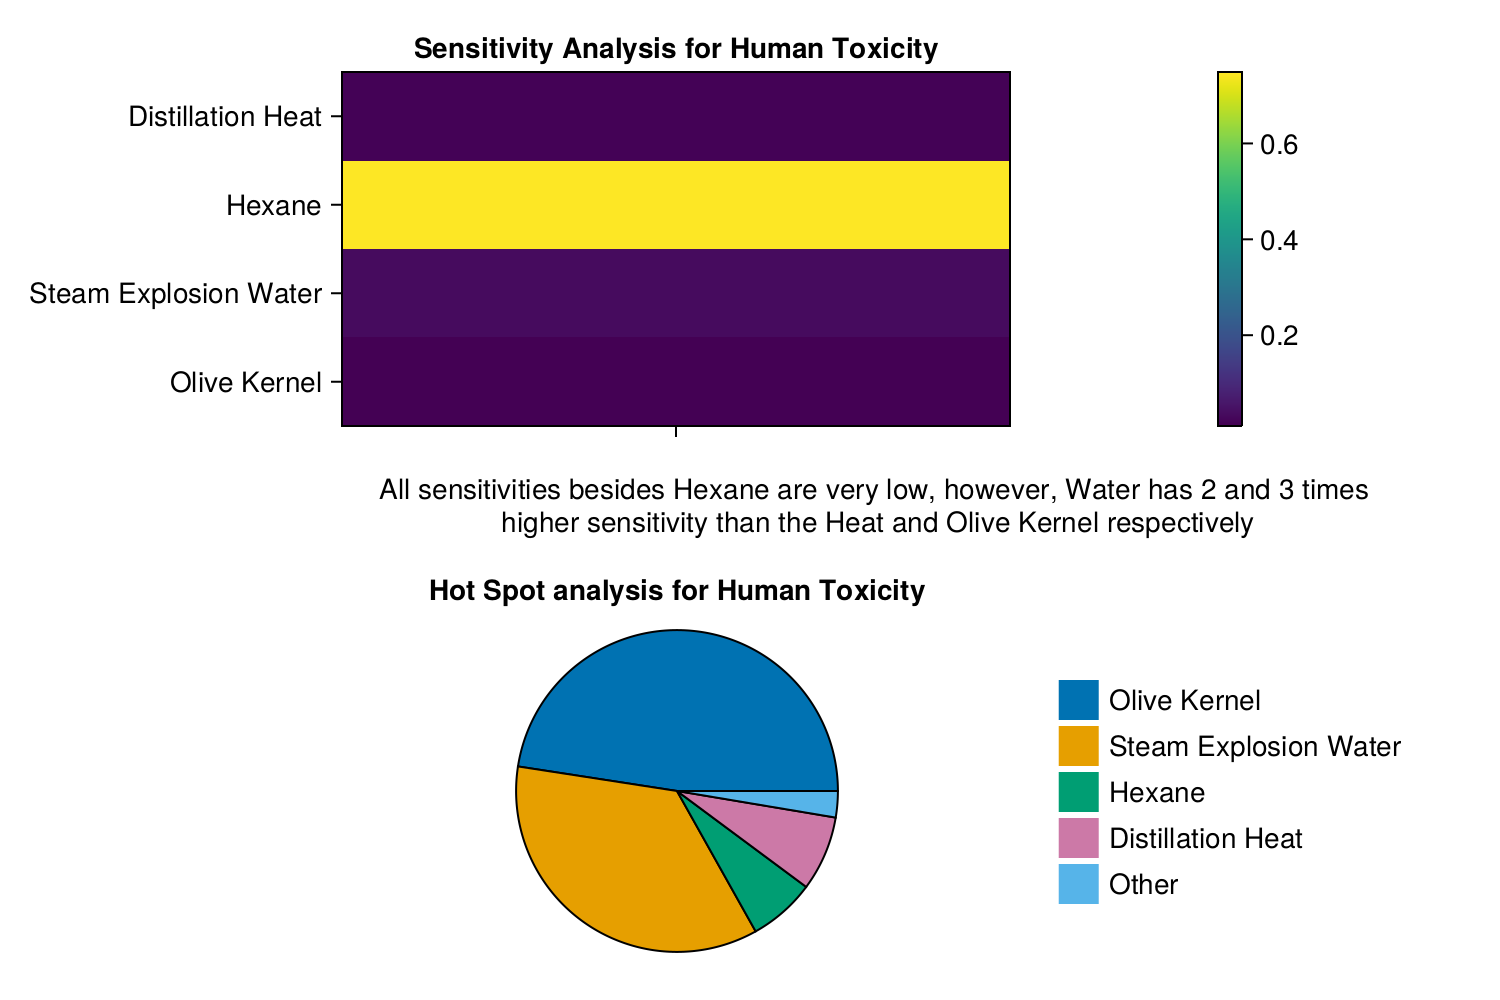 Sensitivity Analysis for Human Toxicity
Distillation Heat
Hexane
Steam Explosion Water
Olive Kernel
0.6
0.4
0.2
All sensitivities besides Hexane are very low, however, Water has 2 and 3 times
higher sensitivity than the Heat and Olive Kernel respectively
Hot Spot analysis for Human Toxicity
Olive Kernel
Steam Explosion Water
Hexane
Distillation Heat
Other